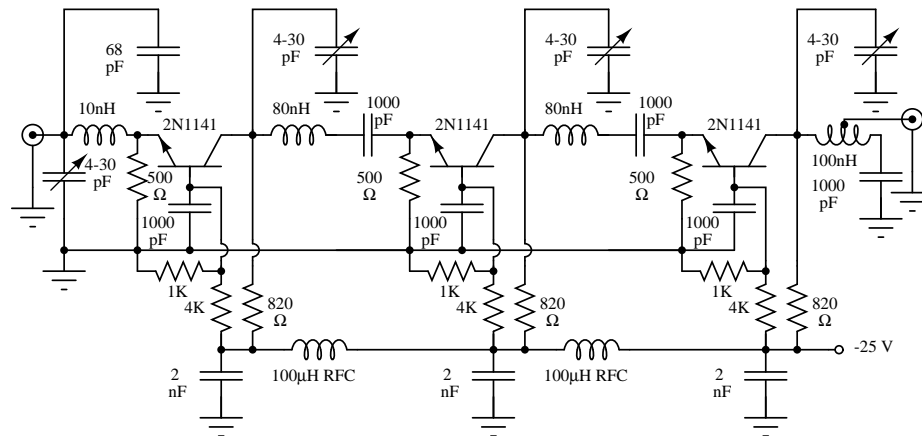 68
pF
4-30
pF
4-30
pF
4-30
pF
10nH
2N1141
80nH
1000
pF
2N1141
80nH
1000
pF
2N1141
100nH
4-30
pF
500
Ω
1000
pF
500
Ω
1000
pF
500
Ω
1000
pF
1000
pF
1K
4K
820
Ω
1K
4K
820
Ω
1K
4K
820
Ω
-25 V
2
nF
100μH RFC
2
nF
100μH RFC
2
nF